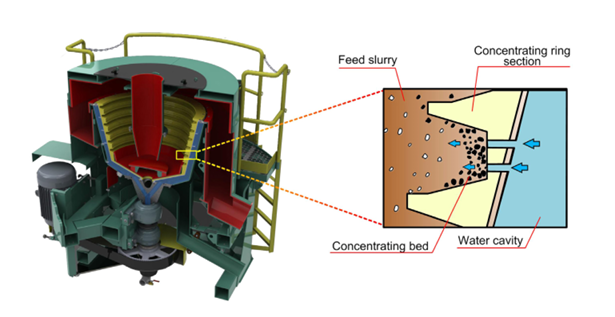 Concentrating ring
section
Feed slurry
Concentrating bed
Water cavity